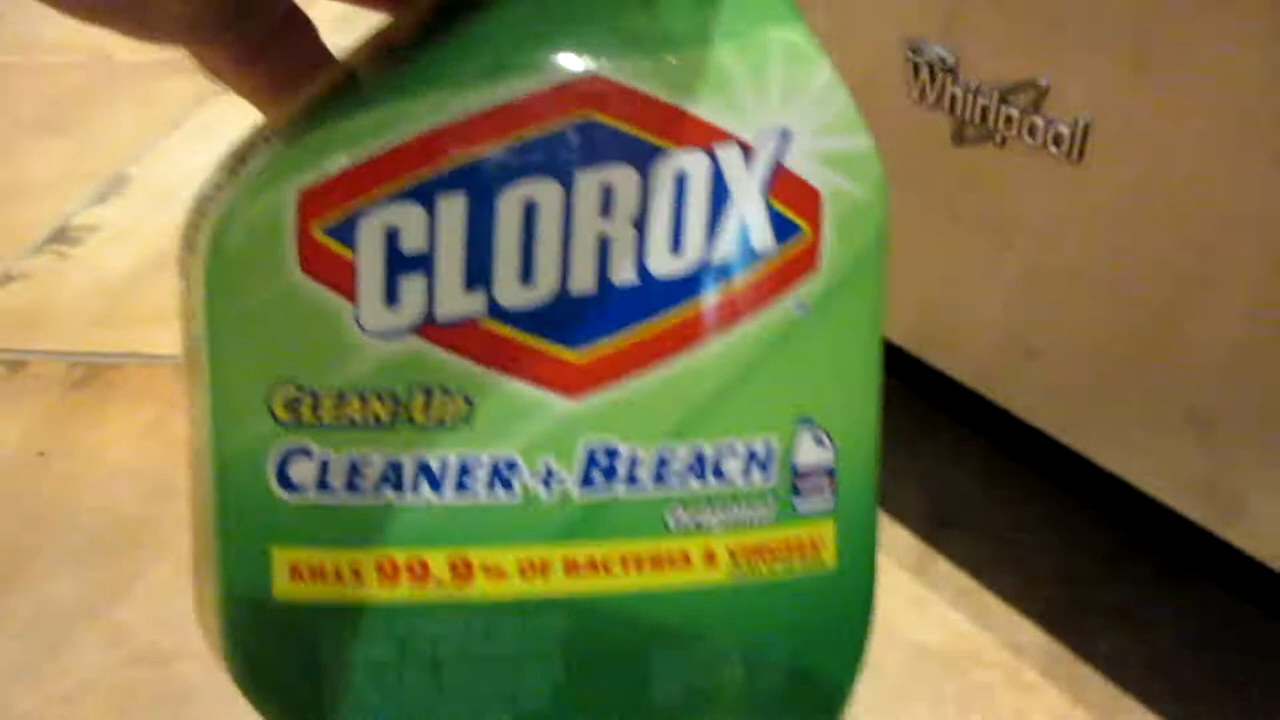 Whirlpool
CLOROX
CLEAN-UP
CLEANER + BLEACH
Original
KILLS 99.9% OF BACTERIA & VIRUSES*